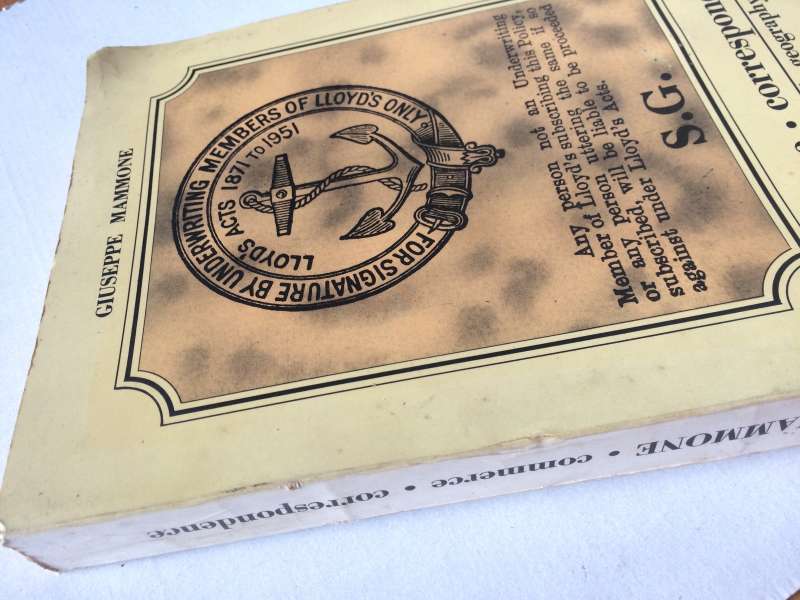 GIUSEPPE MAMMONE
FOR SIGNATURE BY UNDERWRITING MEMBERS OF LLOYD'S ONLY
LLOYD'S ACTS 1871 TO 1951
Any Person not an Underwriting
Member of Lloyd's subscribing this Policy,
or any person uttering the same if so
subscribed, will be liable to be proceeded
against under Lloyd's Acts.
S.G.
• correspond
geography
MAMMONE • commerce • correspondence